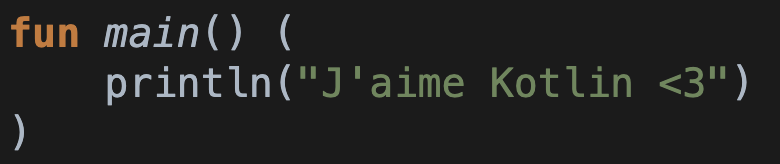 fun main() (
    println("J'aime Kotlin <3")
)